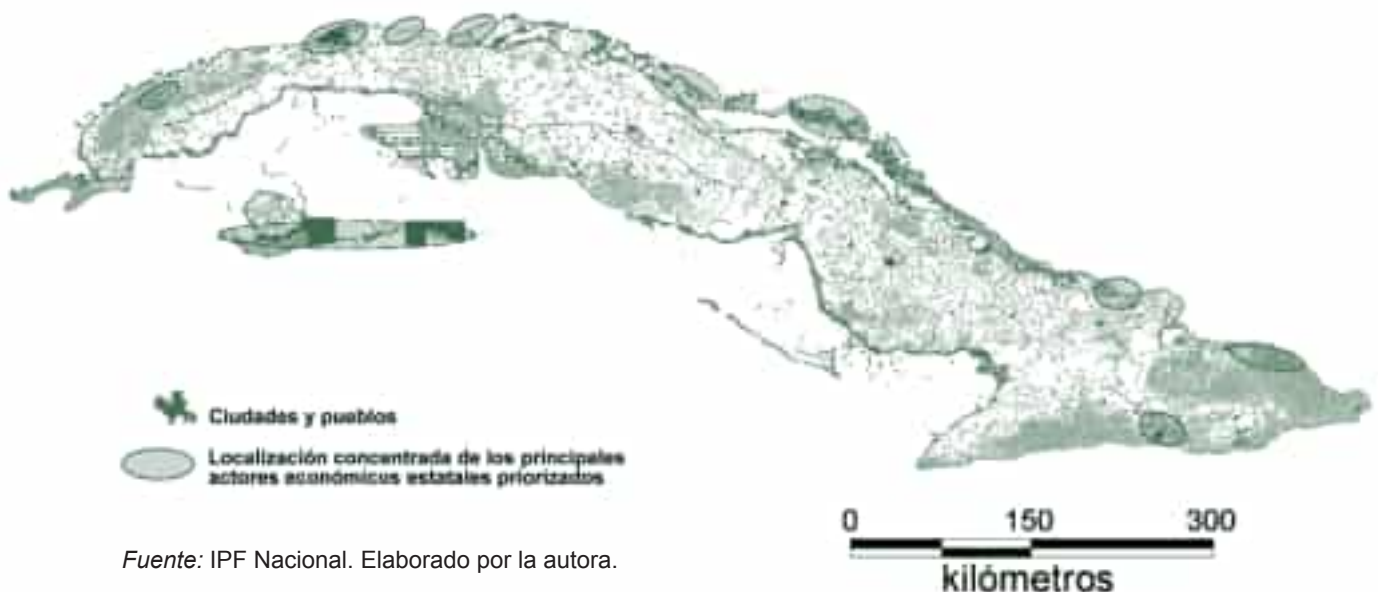 Ciudades y pueblos
Localización concentrada de los principales
actores económicos estatales priorizados
Fuente: IPF Nacional. Elaborado por la autora.
0 150 300
kilómetros